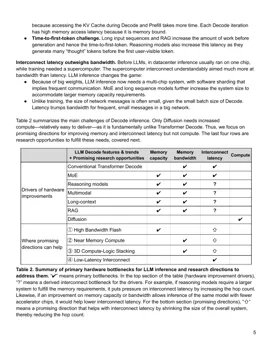 because accessing the KV Cache during Decode and Prefill takes more time. Each Decode iteration
has high memory access latency because it is memory bound.
● Time-to-first-token challenge. Long input sequences and RAG increase the amount of work before
generation and hence the time-to-first-token. Reasoning models also increase this latency as they
generate many "thought" tokens before the first user-visible token.
Interconnect latency outweighs bandwidth. Before LLMs, in datacenter inference usually ran on one chip,
while training needed a supercomputer. The supercomputer interconnect understandably aimed much more at
bandwidth than latency. LLM inference changes the game:
● Because of big weights, LLM inference now needs a multi-chip system, with software sharding that
implies frequent communication. MoE and long sequence models further increase the system size to
accommodate larger memory capacity requirements.
● Unlike training, the size of network messages is often small, given the small batch size of Decode.
Latency trumps bandwidth for frequent, small messages in a big network.
Table 2 summarizes the main challenges of Decode inference. Only Diffusion needs increased
compute—relatively easy to deliver—as it is fundamentally unlike Transformer Decode. Thus, we focus on
promising directions for improving memory and interconnect latency but not compute. The last four rows are
research opportunities to fulfill these needs, covered next.
LLM Decode features & trends + Promising research opportunities Memory capacity Memory bandwidth Interconnect latency Compute
Drivers of hardware improvements
Conventional Transformer Decode ✔ ✔
MoE ✔ ✔ ✔
Reasoning models ✔ ✔ ?
Multimodal ✔ ✔ ?
Long-context ✔ ✔ ?
RAG ✔ ✔ ?
Diffusion ✔
Where promising directions can help
① High Bandwidth Flash ✔ ⇧
② Near Memory Compute ✔ ⇧
③ 3D Compute-Logic Stacking ✔ ⇧
④ Low-Latency Interconnect ✔
Table 2. Summary of primary hardware bottlenecks for LLM inference and research directions to
address them. "✔" means primary bottlenecks. In the top section of the table (hardware improvement drivers),
"?" means a derived interconnect bottleneck for the drivers. For example, if reasoning models require a larger
system to fulfill the memory requirements, it puts pressure on interconnect latency by increasing the hop count.
Likewise, if an improvement on memory capacity or bandwidth allows inference of the same model with fewer
accelerator chips, it would help lower interconnect latency. For the bottom section (promising directions), "⇧"
means a promising direction that helps with interconnect latency by shrinking the size of the overall system,
thereby reducing the hop count.
5